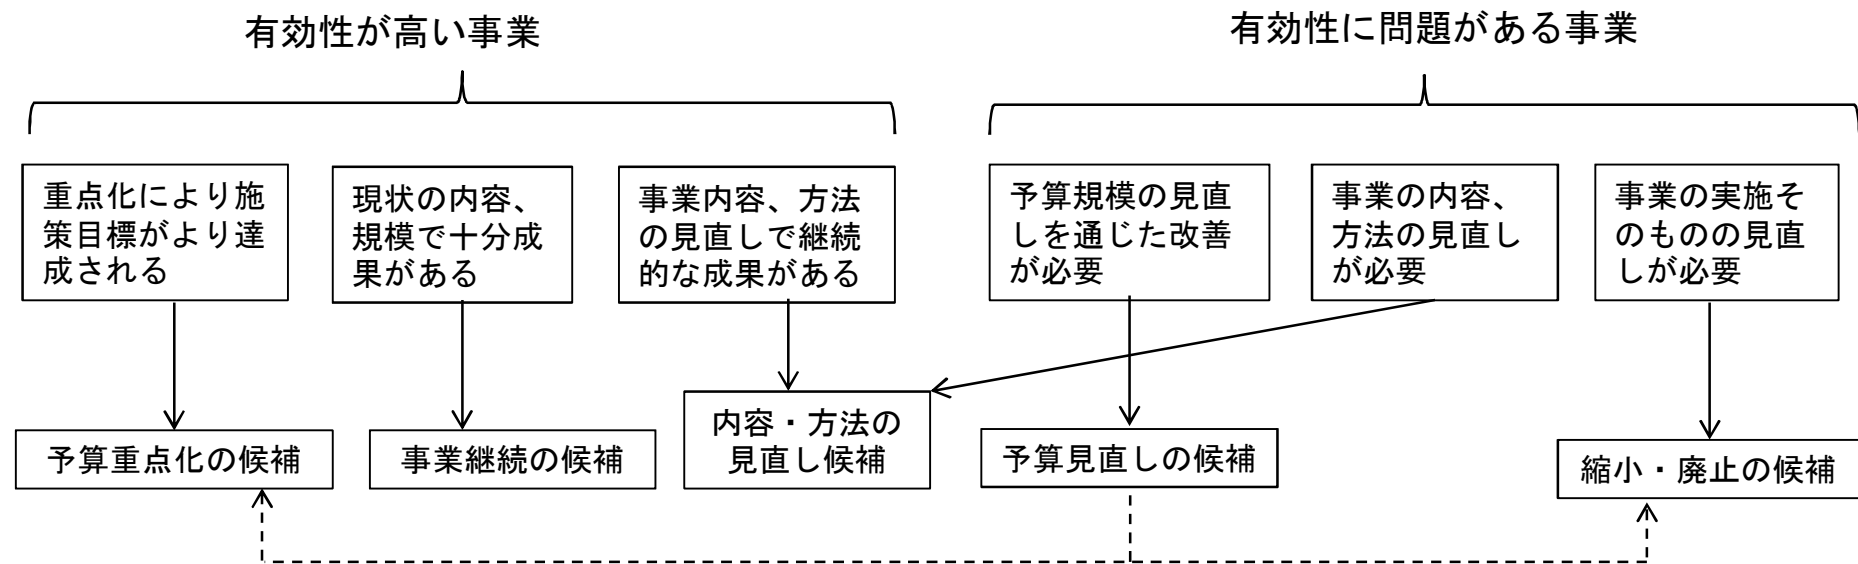 有効性が高い事業
有効性に問題がある事業
重点化により施
策目標がより達
成される
現状の内容、
規模で十分成
果がある
事業内容、方法
の見直しで継続
的な成果がある
予算規模の見直
しを通じた改善
が必要
事業の内容、
方法の見直し
が必要
事業の実施そ
のものの見直
しが必要
予算重点化の候補
事業継続の候補
内容・方法の
見直し候補
予算見直しの候補
縮小・廃止の候補